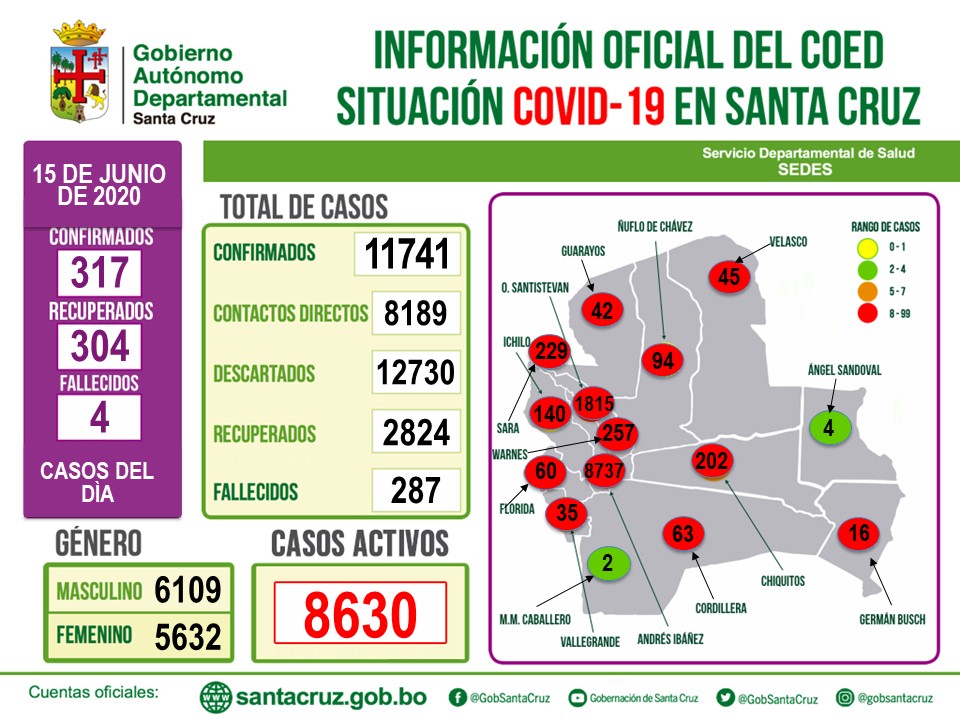 Gobierno
Autónomo
Departamental
Santa Cruz
INFORMACIÓN OFICIAL DEL COED
SITUACIÓN COVID-19 EN SANTA CRUZ
Servicio Departamental de Salud
SEDES
15 DE JUNIO
DE 2020
CONFIRMADOS
317
RECUPERADOS
304
FALLECIDOS
4
CASOS DEL
DÌA
TOTAL DE CASOS
CONFIRMADOS 11741
CONTACTOS DIRECTOS 8189
DESCARTADOS 12730
RECUPERADOS 2824
FALLECIDOS 287
GÉNERO
MASCULINO 6109
FEMENINO 5632
CASOS ACTIVOS
8630
ÑUFLO DE CHÁVEZ
GUARAYOS
VELASCO
O. SANTISTEVAN
ICHILO
SARA
WARNES
FLORIDA
M.M. CABALLERO
VALLEGRANDE
ANDRÉS IBÁÑEZ
CORDILLERA
CHIQUITOS
GERMÁN BUSCH
ÁNGEL SANDOVAL
45
42
229
94
140
1815
257
4
60
8737
202
35
63
16
2
RANGO DE CASOS
0 - 1
2 - 4
5 - 7
8 - 99
Cuentas oficiales:
www
santacruz.gob.bo
@GobSantaCruz
Gobernación de Santa Cruz
@GobSantaCruz
@gobsantacruz